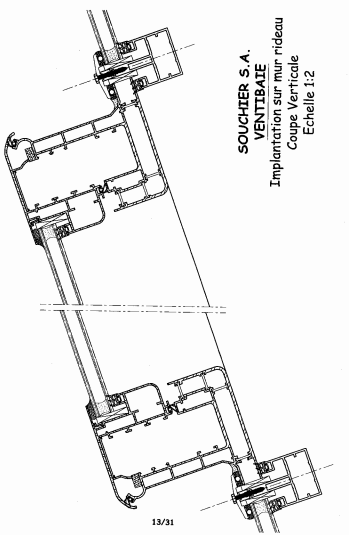 SOUCHIER S.A.
VENTIBAIE
Implantation sur mur rideau
Coupe Verticale
Echelle 1:2
13/31